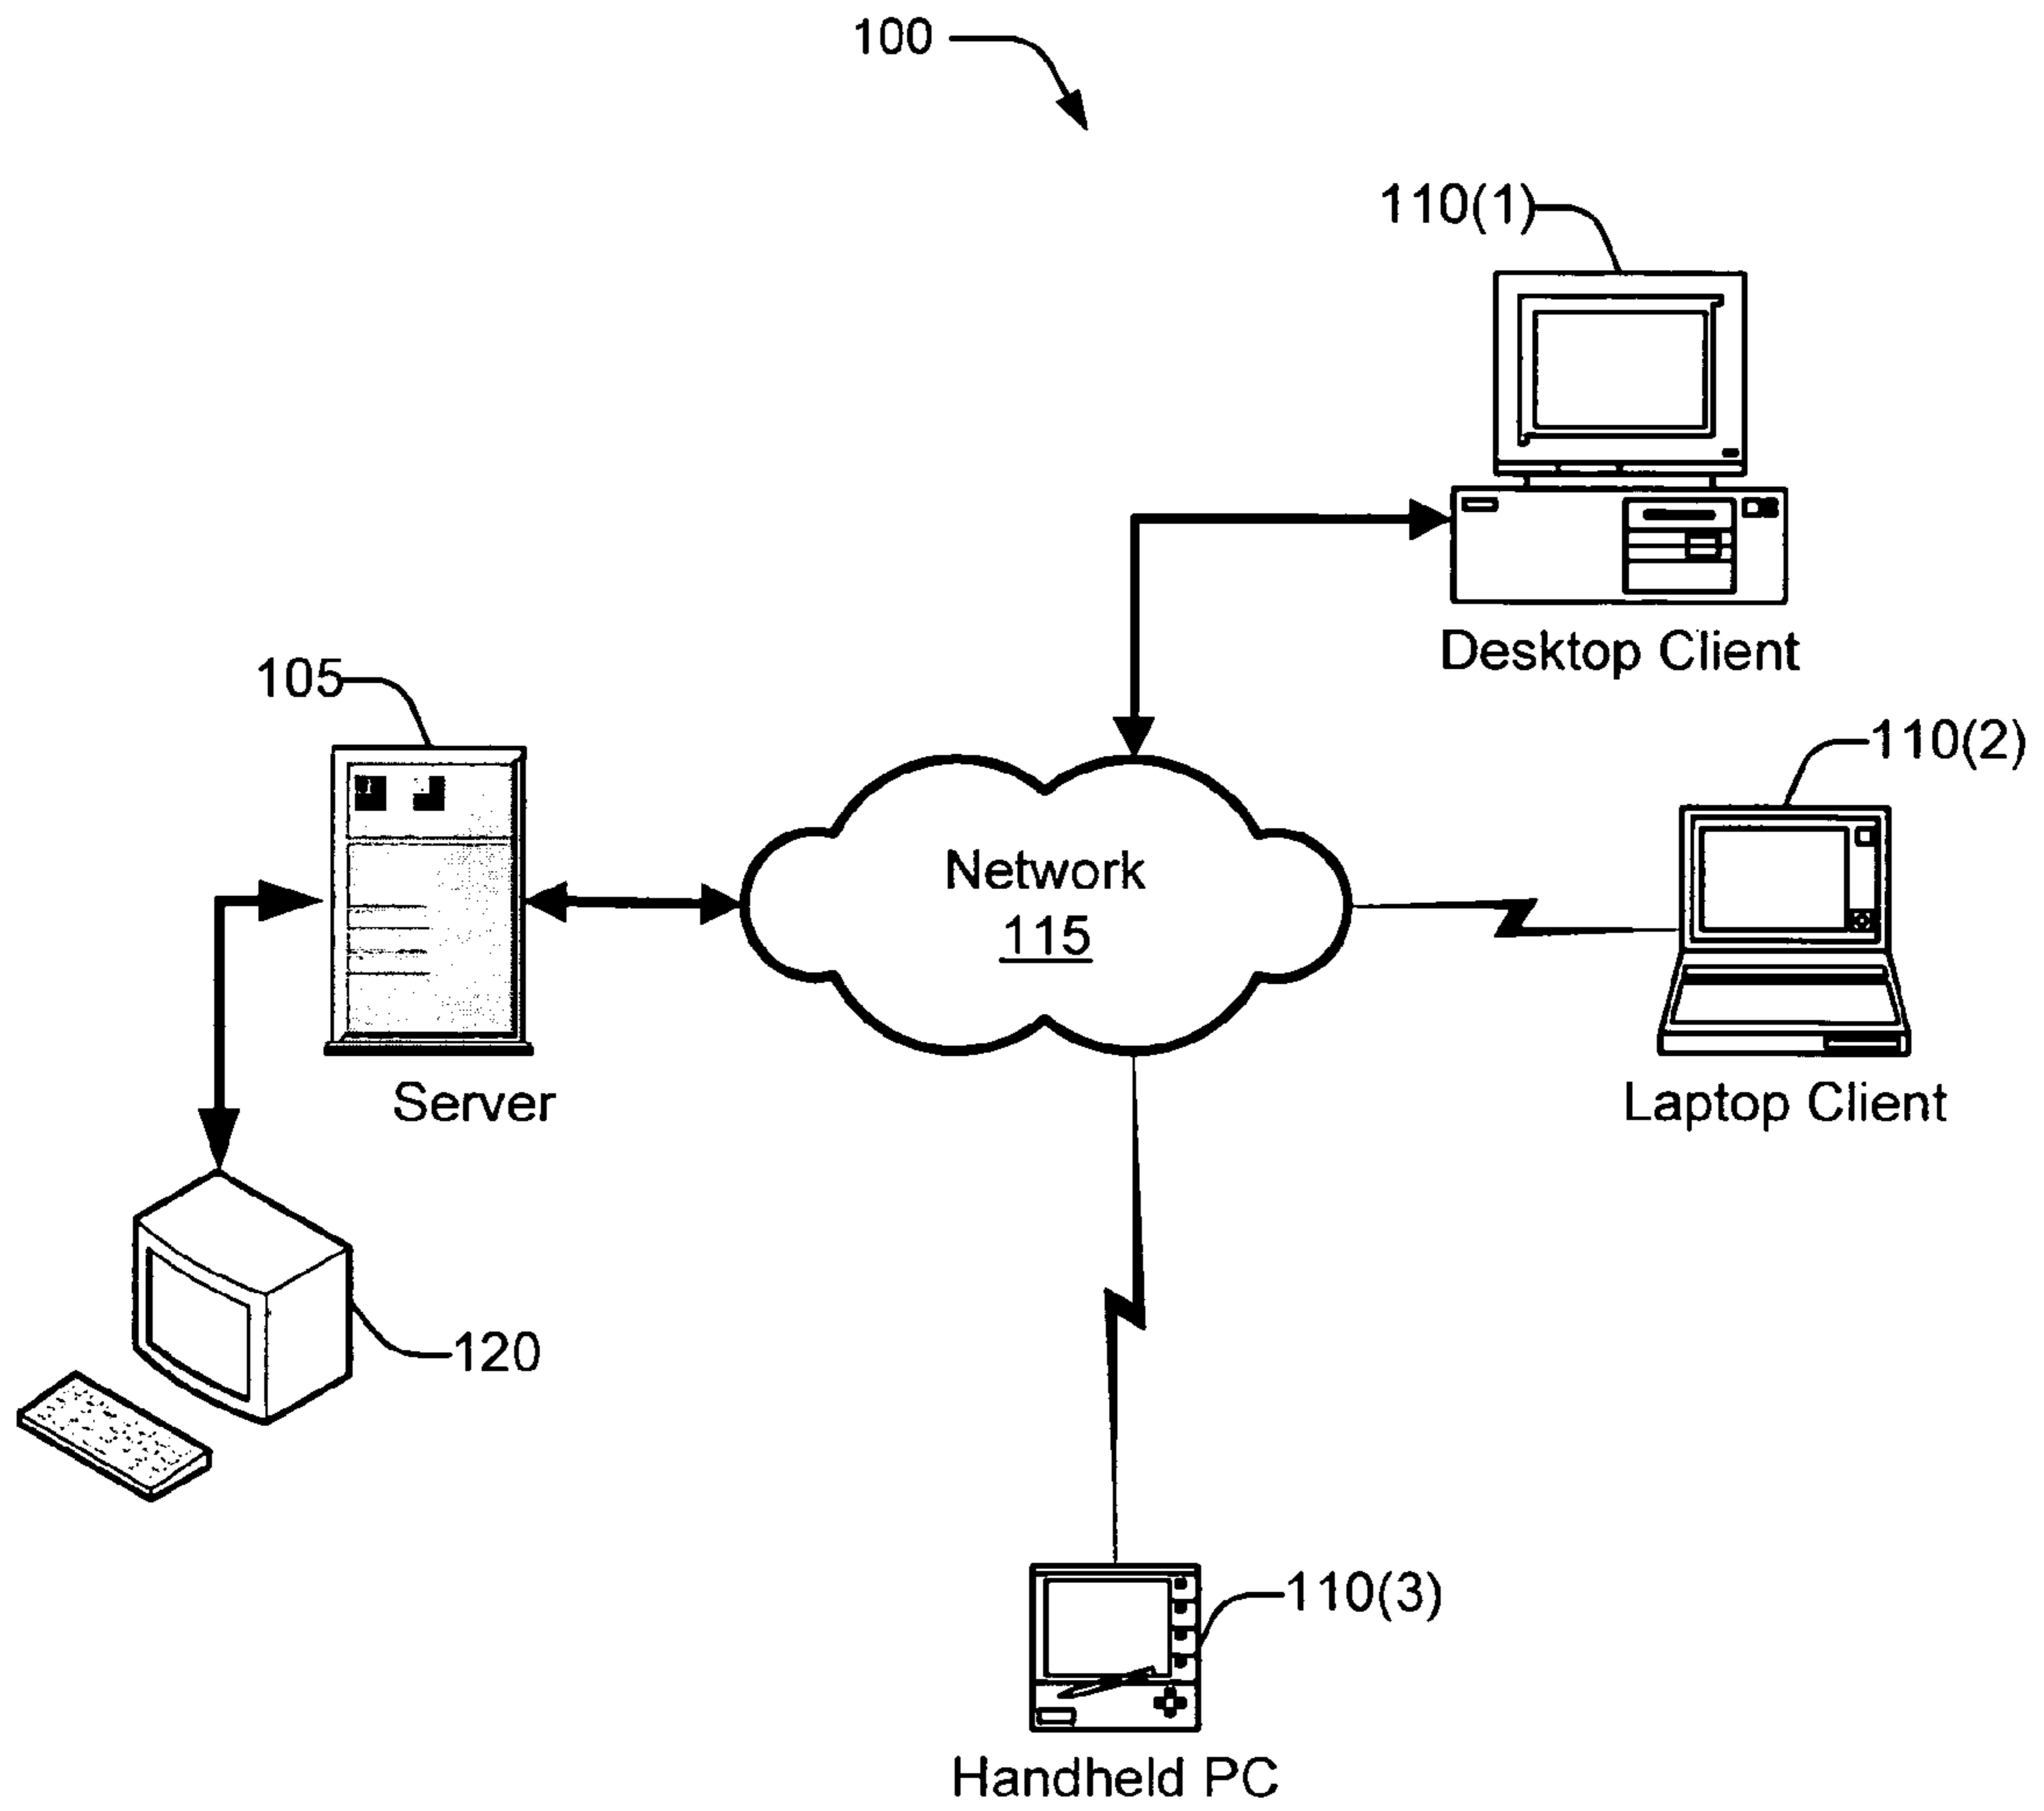 100
110(1)
Desktop Client
105
110(2)
Network
115
Server
Laptop Client
120
110(3)
Handheld PC